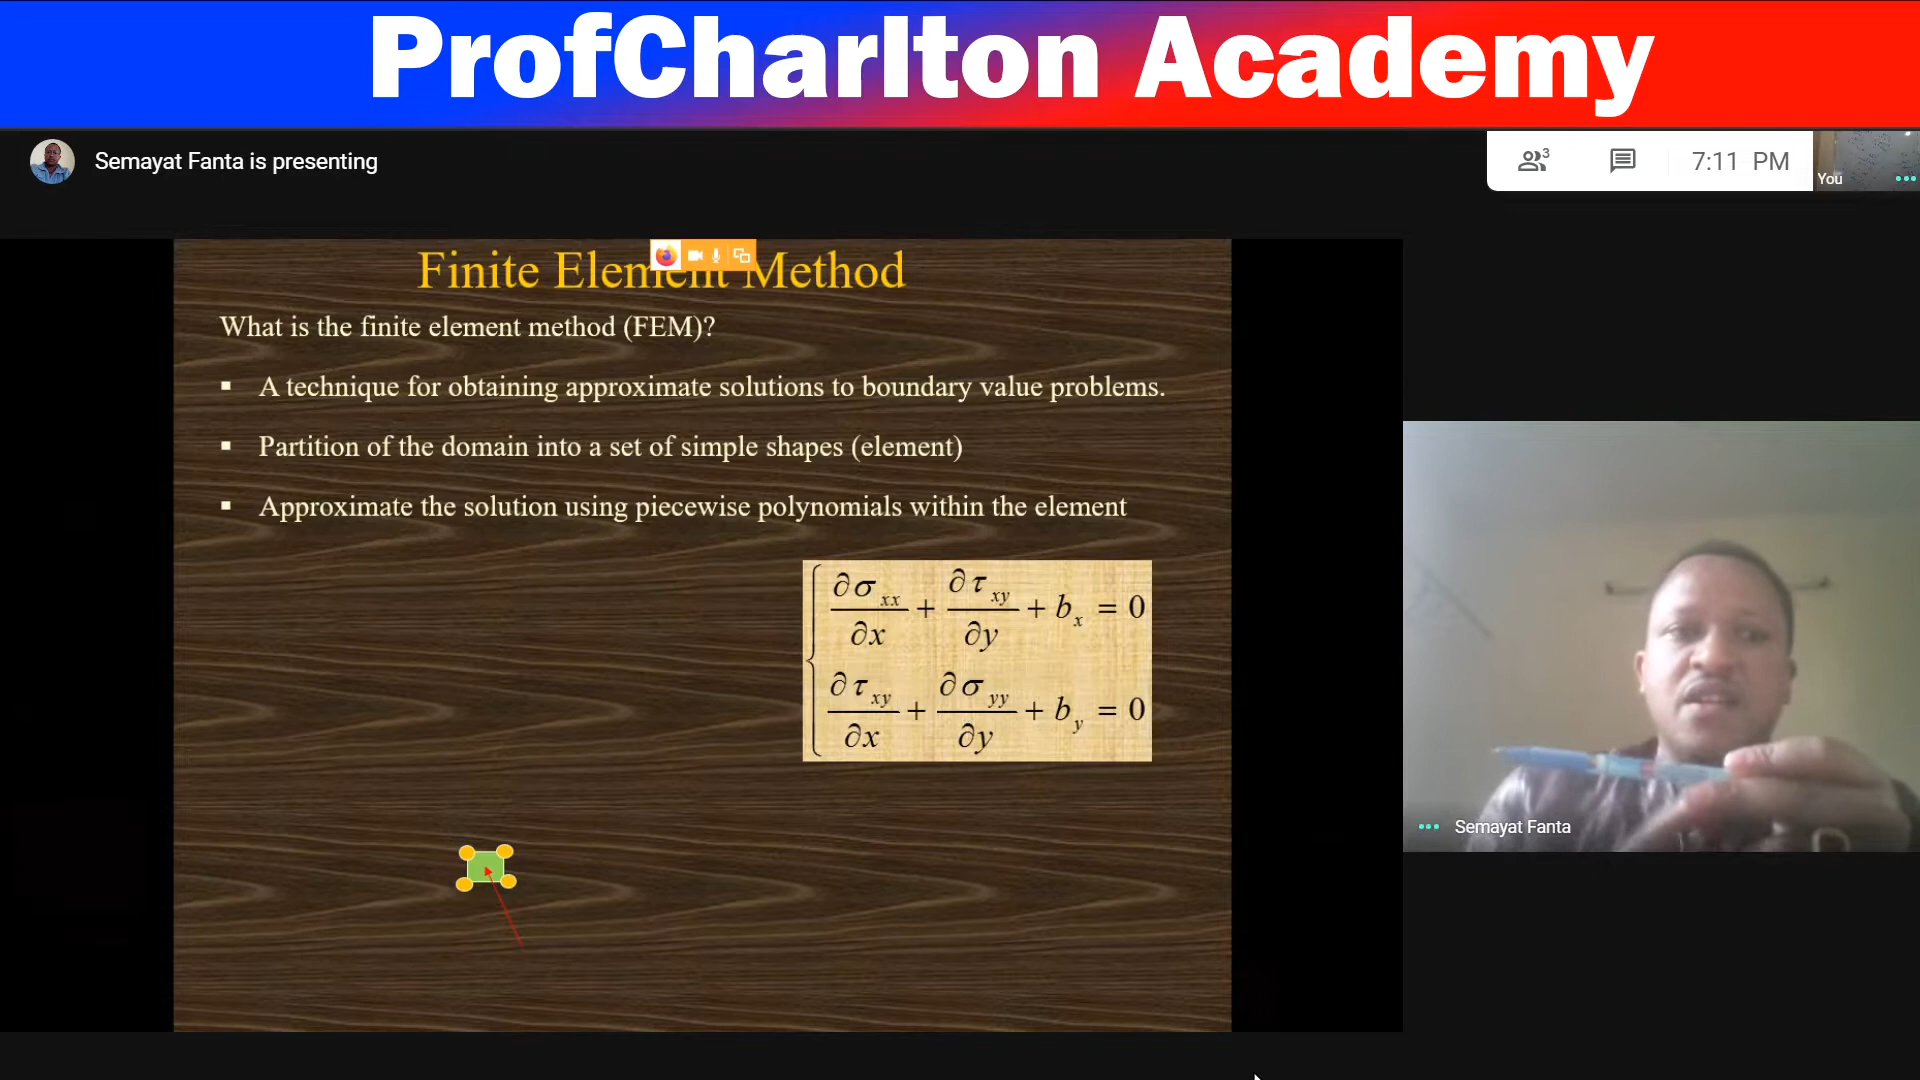 ProfCharlton Academy
Semayat Fanta is presenting
3
7:11 PM
You
Finite Element Method
What is the finite element method (FEM)?
▪ A technique for obtaining approximate solutions to boundary value problems.
▪ Partition of the domain into a set of simple shapes (element)
▪ Approximate the solution using piecewise polynomials within the element
∂σxx/∂x + ∂τxy/∂y + bx = 0
∂τxy/∂x + ∂σyy/∂y + by = 0
Semayat Fanta